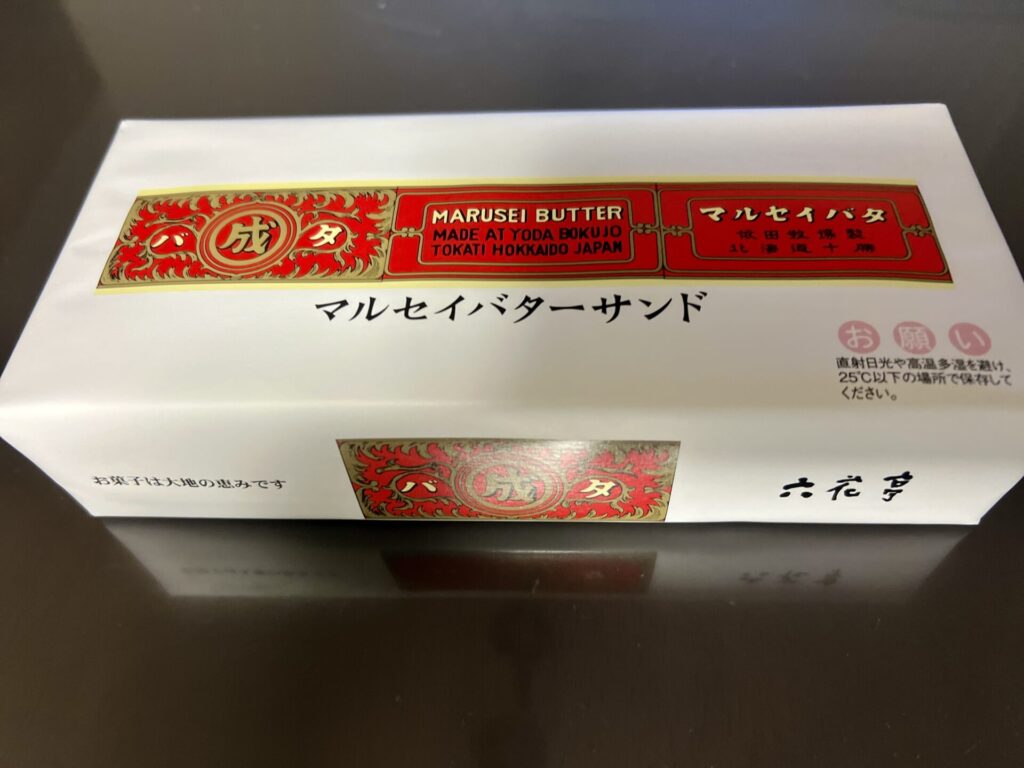 バ 成 タ
MARUSEI BUTTER
MADE AT YODA BOKUJO
TOKATI HOKKAIDO JAPAN
マルセイバタ
依田牧場製
北海道十勝
マルセイバターサンド
お願い
直射日光や高温多湿を避け、
25℃以下の場所で保存して
ください。
お菓子は大地の恵みです
バ 成 タ
六花亭